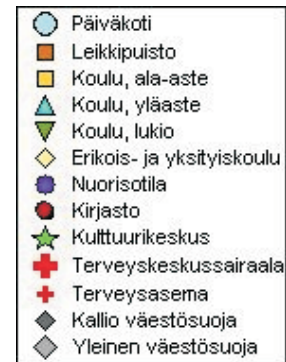 Päiväkoti
Leikkipuisto
Koulu, ala-aste
Koulu, yläaste
Koulu, lukio
Erikois- ja yksityiskoulu
Nuorisotila
Kirjasto
Kulttuurikeskus
Terveyskeskussairaala
Terveysasema
Kallio väestösuoja
Yleinen väestösuoja